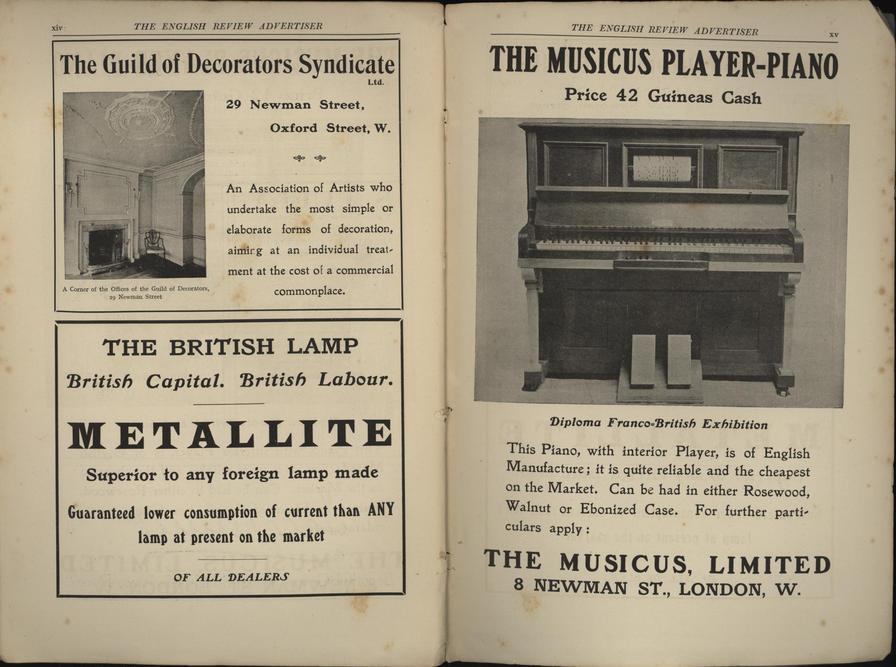 xiv
THE ENGLISH REVIEW ADVERTISER
The Guild of Decorators Syndicate
Ltd.
29 Newman Street,
Oxford Street, W.
An Association of Artists who
undertake the most simple or
elaborate forms of decoration,
aiming at an individual treat-
ment at the cost of a commercial
commonplace.
A Corner of the Offices of the Guild of Decorators,
29 Newman Street
THE BRITISH LAMP
British Capital. British Labour.
METALLITE
Superior to any foreign lamp made
Guaranteed lower consumption of current than ANY
lamp at present on the market
OF ALL DEALERS
THE ENGLISH REVIEW ADVERTISER
xv
THE MUSICUS PLAYER-PIANO
Price 42 Guineas Cash
Diploma Franco-British Exhibition
This Piano, with interior Player, is of English
Manufacture; it is quite reliable and the cheapest
on the Market. Can be had in either Rosewood,
Walnut or Ebonized Case. For further parti-
culars apply:
THE MUSICUS, LIMITED
8 NEWMAN ST., LONDON, W.